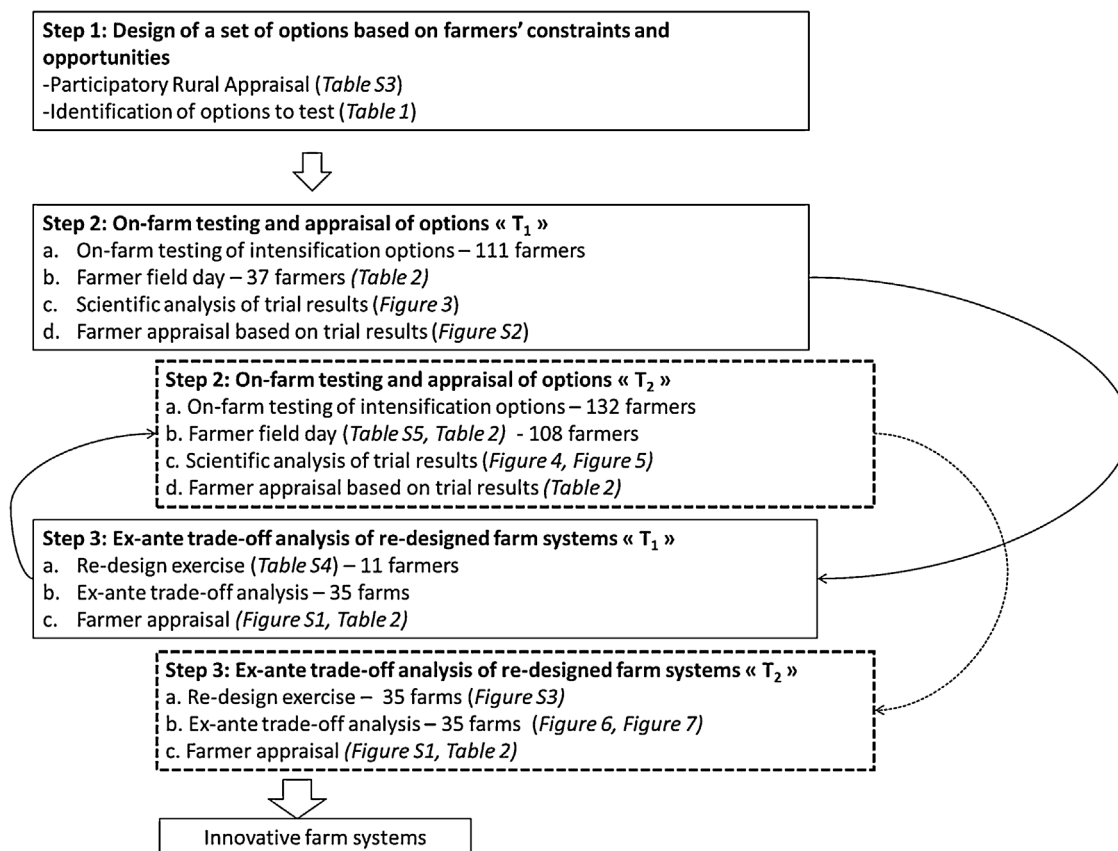 Step 1: Design of a set of options based on farmers’ constraints and
opportunities
-Participatory Rural Appraisal (Table S3)
-Identification of options to test (Table 1)
Step 2: On-farm testing and appraisal of options « T₁ »
a. On-farm testing of intensification options – 111 farmers
b. Farmer field day – 37 farmers (Table 2)
c. Scientific analysis of trial results (Figure 3)
d. Farmer appraisal based on trial results (Figure S2)
Step 2: On-farm testing and appraisal of options « T₂ »
a. On-farm testing of intensification options – 132 farmers
b. Farmer field day (Table S5, Table 2) - 108 farmers
c. Scientific analysis of trial results (Figure 4, Figure 5)
d. Farmer appraisal based on trial results (Table 2)
Step 3: Ex-ante trade-off analysis of re-designed farm systems « T₁ »
a. Re-design exercise (Table S4) – 11 farmers
b. Ex-ante trade-off analysis – 35 farms
c. Farmer appraisal (Figure S1, Table 2)
Step 3: Ex-ante trade-off analysis of re-designed farm systems « T₂ »
a. Re-design exercise – 35 farms (Figure S3)
b. Ex-ante trade-off analysis – 35 farms (Figure 6, Figure 7)
c. Farmer appraisal (Figure S1, Table 2)
Innovative farm systems